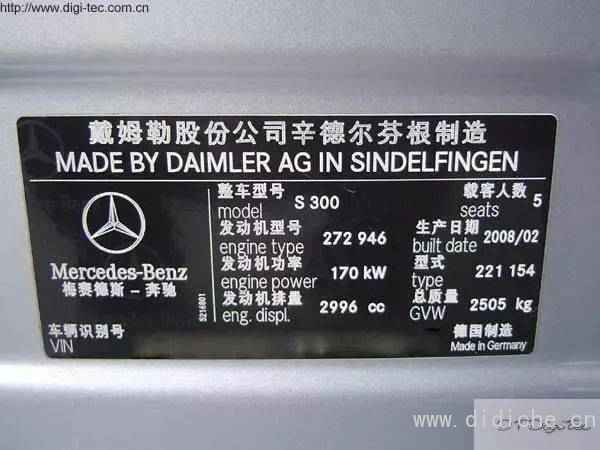 http://www.digi-tec.com.cn
戴姆勒股份公司辛德尔芬根制造
MADE BY DAIMLER AG IN SINDELFINGEN
整车型号 S 300 载客人数 5
model seats
发动机型号 272 946 生产日期 2008/02
engine type built date
发动机功率 170 kW 型式 221 154
engine power type
发动机排量 2996 cc 总质量 2505 kg
eng. displ. GVW
Mercedes-Benz
梅赛德斯－奔驰
5216801
车辆识别号
VIN
德国制造
Made in Germany
www.didiche.cn